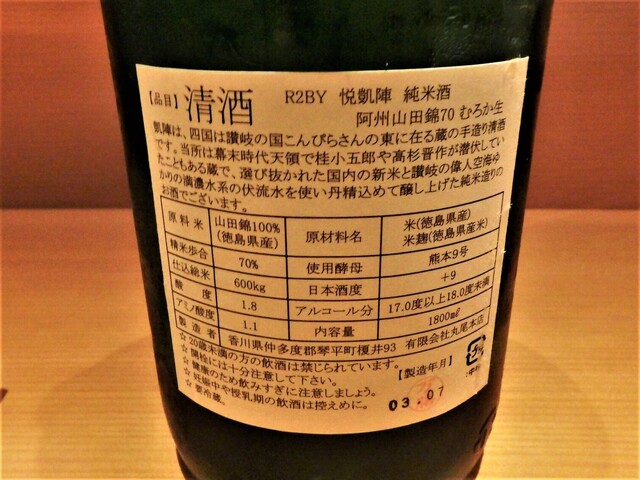 【品目】 清酒 R2BY 悦凱陣 純米酒
阿州山田錦70 むろか生
凱陣は、四国は讃岐の国こんぴらさんの東に在る蔵の手造り清酒
です。当所は幕末時代天領で桂小五郎や高杉晋作が潜伏してい
たこともある蔵で、選び抜かれた国内の新米と讃岐の偉人空海ゆ
かりの満濃水系の伏流水を使い丹精込めて醸し上げた純米造りの
お酒でございます。
原料米 山田錦100% (徳島県産) 原材料名 米(徳島県産) 米麹(徳島県産米)
精米歩合 70% 使用酵母 熊本9号
仕込総米 600kg 日本酒度 +9
酸度 1.8 アルコール分 17.0度以上18.0度未満
アミノ酸度 1.1 内容量 1800㎖
製造者 香川県仲多度郡琴平町榎井93 有限会社丸尾本店
☆20歳未満の方の飲酒は禁じられています。
☆開栓には十分注意して下さい。
☆健康のため飲みすぎに注意しましょう。
☆妊娠中や授乳期の飲酒は控えめに。
☆要冷蔵。
【製造年月】
03.07